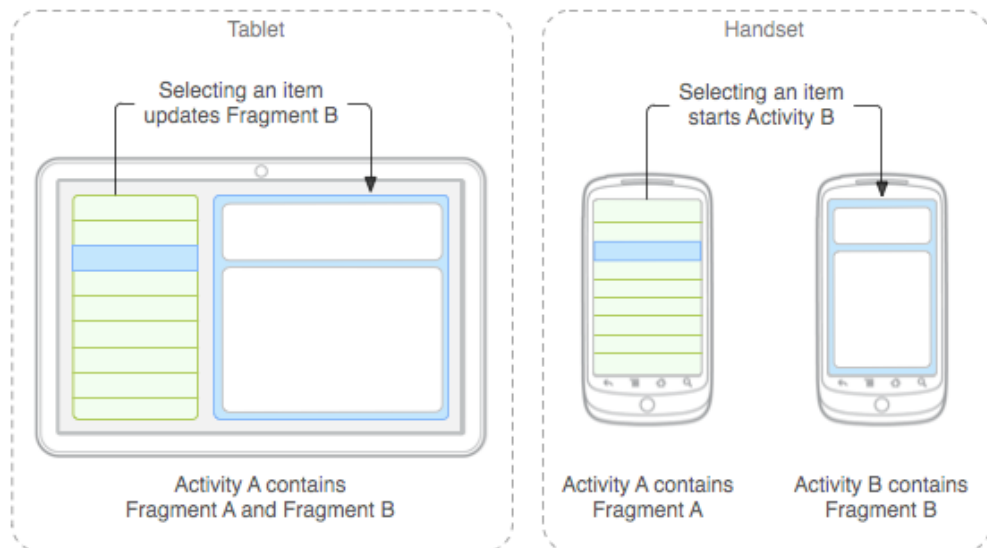 Tablet
Selecting an item
updates Fragment B
Activity A contains
Fragment A and Fragment B
Handset
Selecting an item
starts Activity B
Activity A contains
Fragment A
Activity B contains
Fragment B